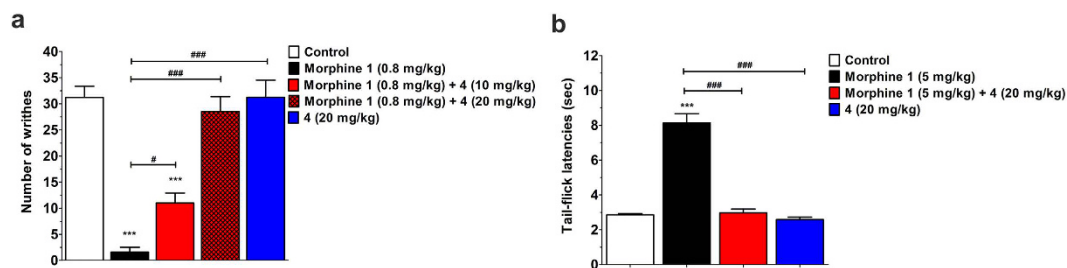 a
Number of writhes
40
35
30
25
20
15
10
5
0
***
#
***
###
###
Control
Morphine 1 (0.8 mg/kg)
Morphine 1 (0.8 mg/kg) + 4 (10 mg/kg)
Morphine 1 (0.8 mg/kg) + 4 (20 mg/kg)
4 (20 mg/kg)
b
Tail-flick latencies (sec)
12
10
8
6
4
2
0
***
###
###
Control
Morphine 1 (5 mg/kg)
Morphine 1 (5 mg/kg) + 4 (20 mg/kg)
4 (20 mg/kg)